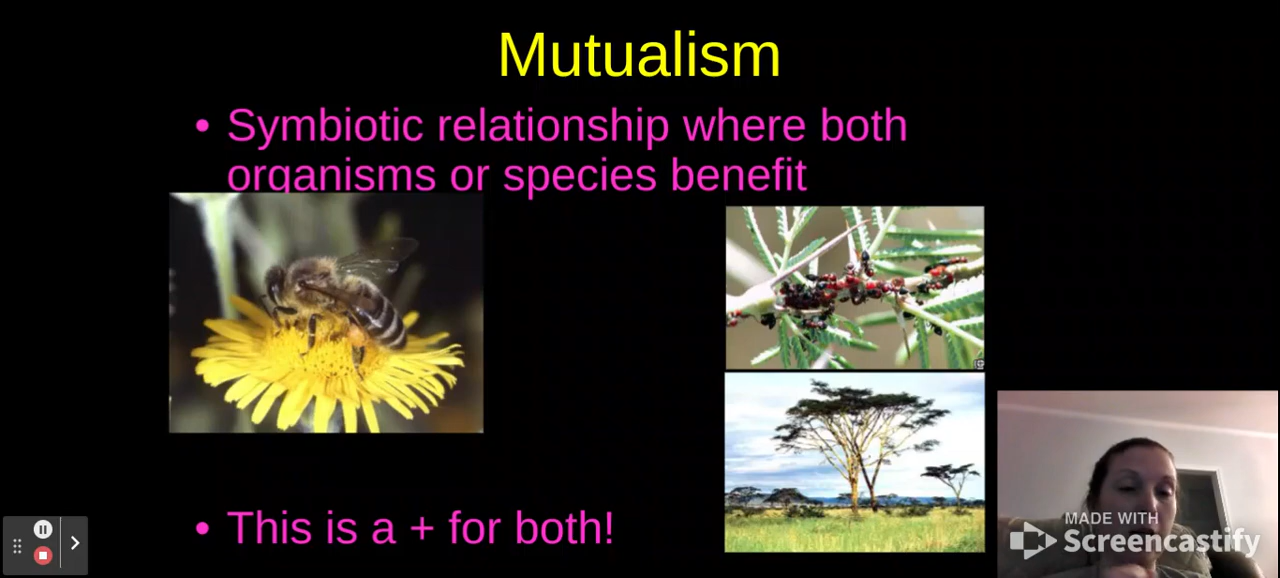 Mutualism
• Symbiotic relationship where both
organisms or species benefit
• This is a + for both!
MADE WITH
Screencastify